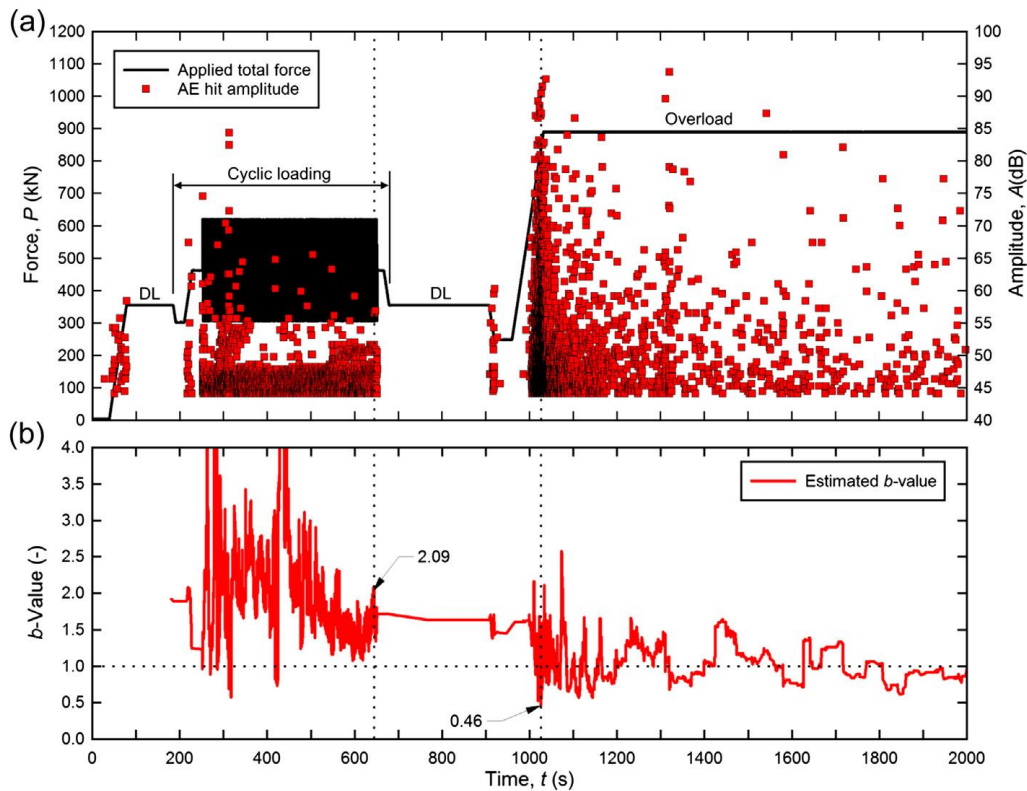 (a)
1200
1100
1000
900
800
700
600
500
400
300
200
100
0
Force, P (kN)
Applied total force
AE hit amplitude
Cyclic loading
DL
DL
Overload
100
95
90
85
80
75
70
65
60
55
50
45
40
Amplitude, A(dB)
(b)
4.0
3.5
3.0
2.5
2.0
1.5
1.0
0.5
0.0
b-Value (-)
Estimated b-value
2.09
0.46
0 200 400 600 800 1000 1200 1400 1600 1800 2000
Time, t (s)